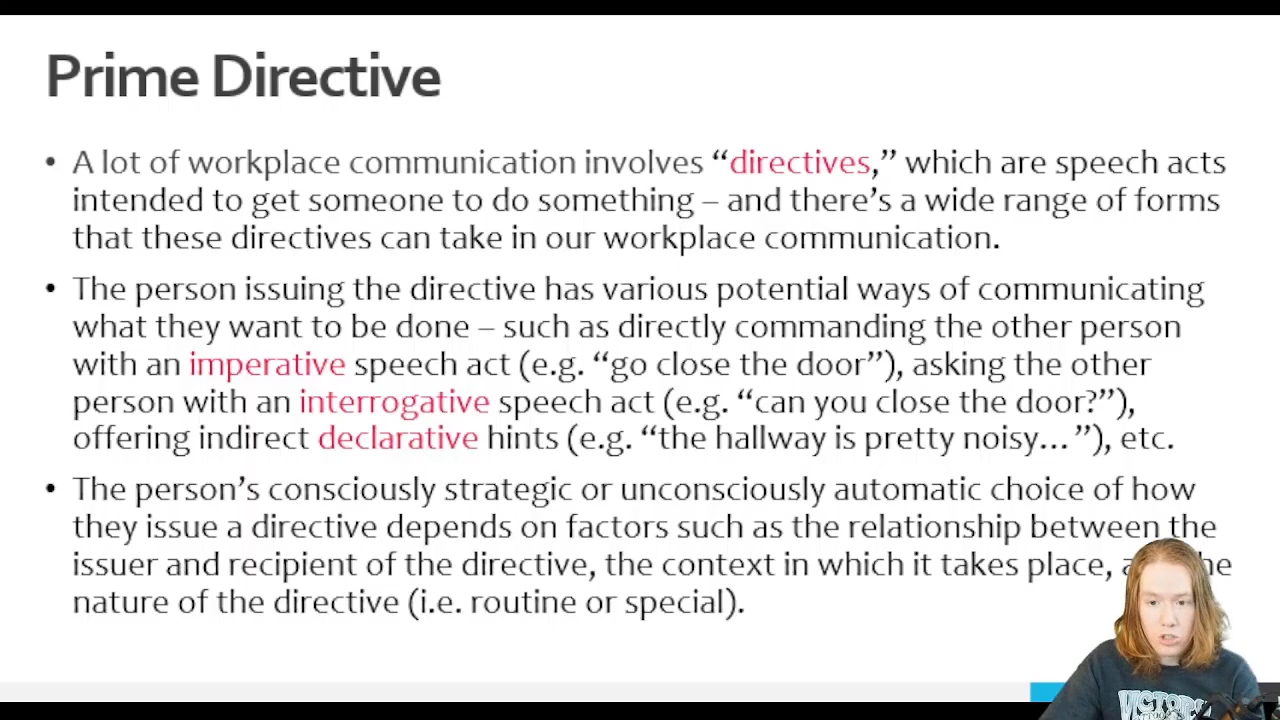 Prime Directive
• A lot of workplace communication involves “directives,” which are speech acts
intended to get someone to do something – and there’s a wide range of forms
that these directives can take in our workplace communication.
• The person issuing the directive has various potential ways of communicating
what they want to be done – such as directly commanding the other person
with an imperative speech act (e.g. “go close the door”), asking the other
person with an interrogative speech act (e.g. “can you close the door?”),
offering indirect declarative hints (e.g. “the hallway is pretty noisy… ”), etc.
• The person’s consciously strategic or unconsciously automatic choice of how
they issue a directive depends on factors such as the relationship between the
issuer and recipient of the directive, the context in which it takes place,
nature of the directive (i.e. routine or special).
VICTORY